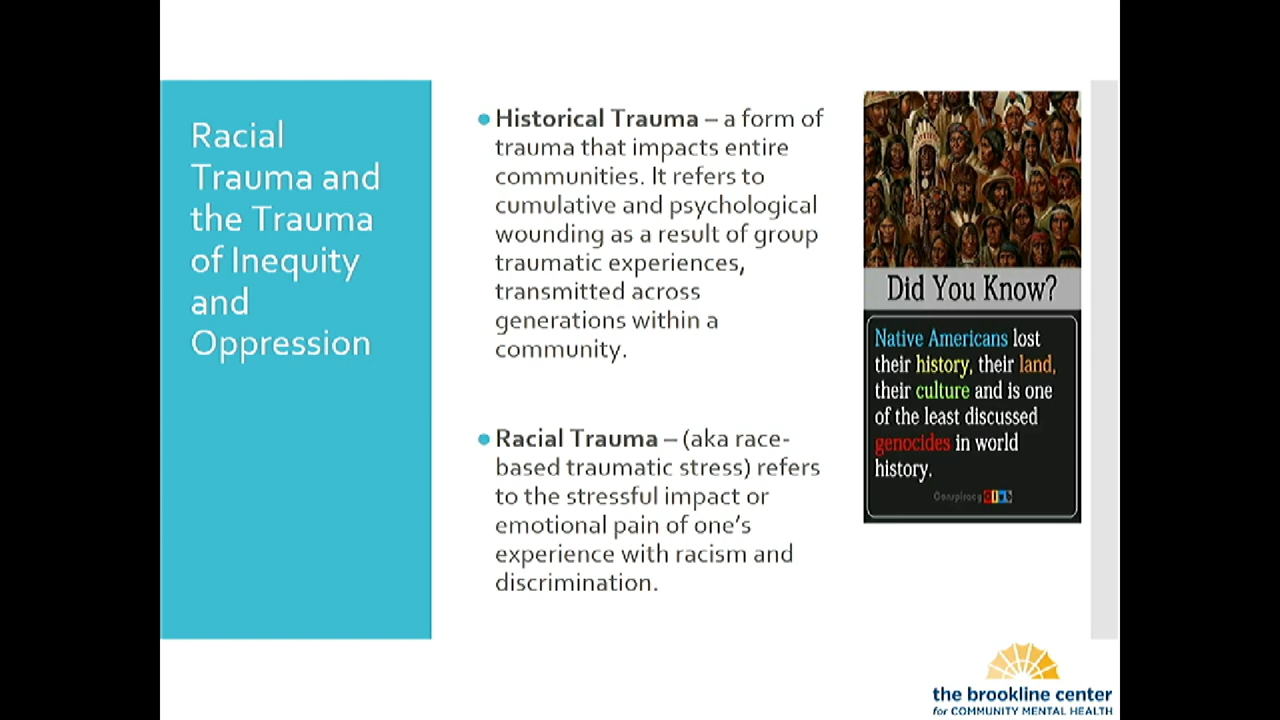 Racial
Trauma and
the Trauma
of Inequity
and
Oppression
Historical Trauma – a form of
trauma that impacts entire
communities. It refers to
cumulative and psychological
wounding as a result of group
traumatic experiences,
transmitted across
generations within a
community.
Racial Trauma – (aka race-
based traumatic stress) refers
to the stressful impact or
emotional pain of one's
experience with racism and
discrimination.
Did You Know?
Native Americans lost
their history, their land,
their culture and is one
of the least discussed
genocides in world
history.
Conspiracy
the brookline center
for COMMUNITY MENTAL HEALTH